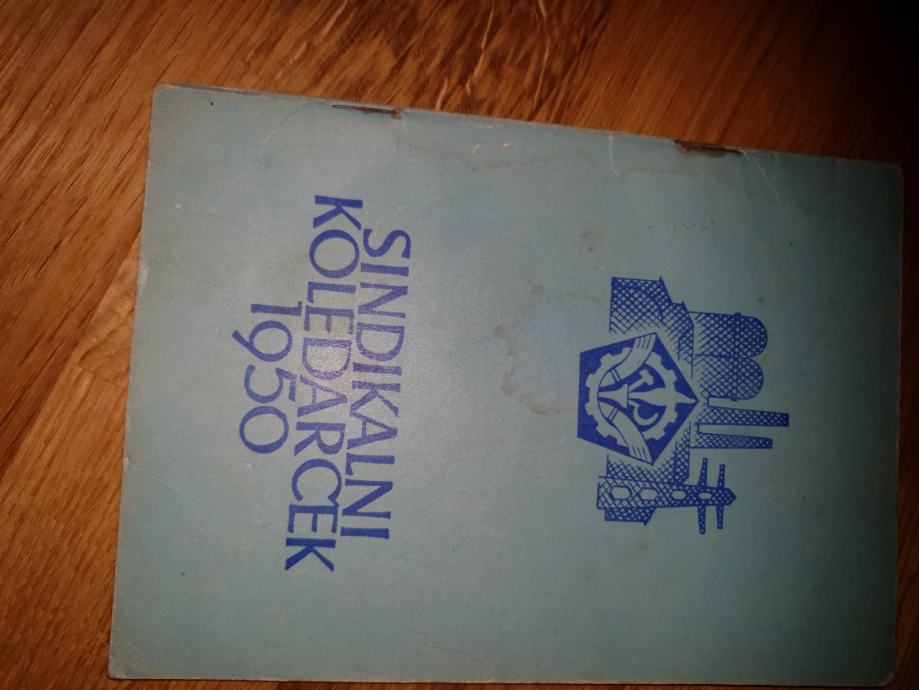 SINDIKALNI
KOLEDARCEK
1950